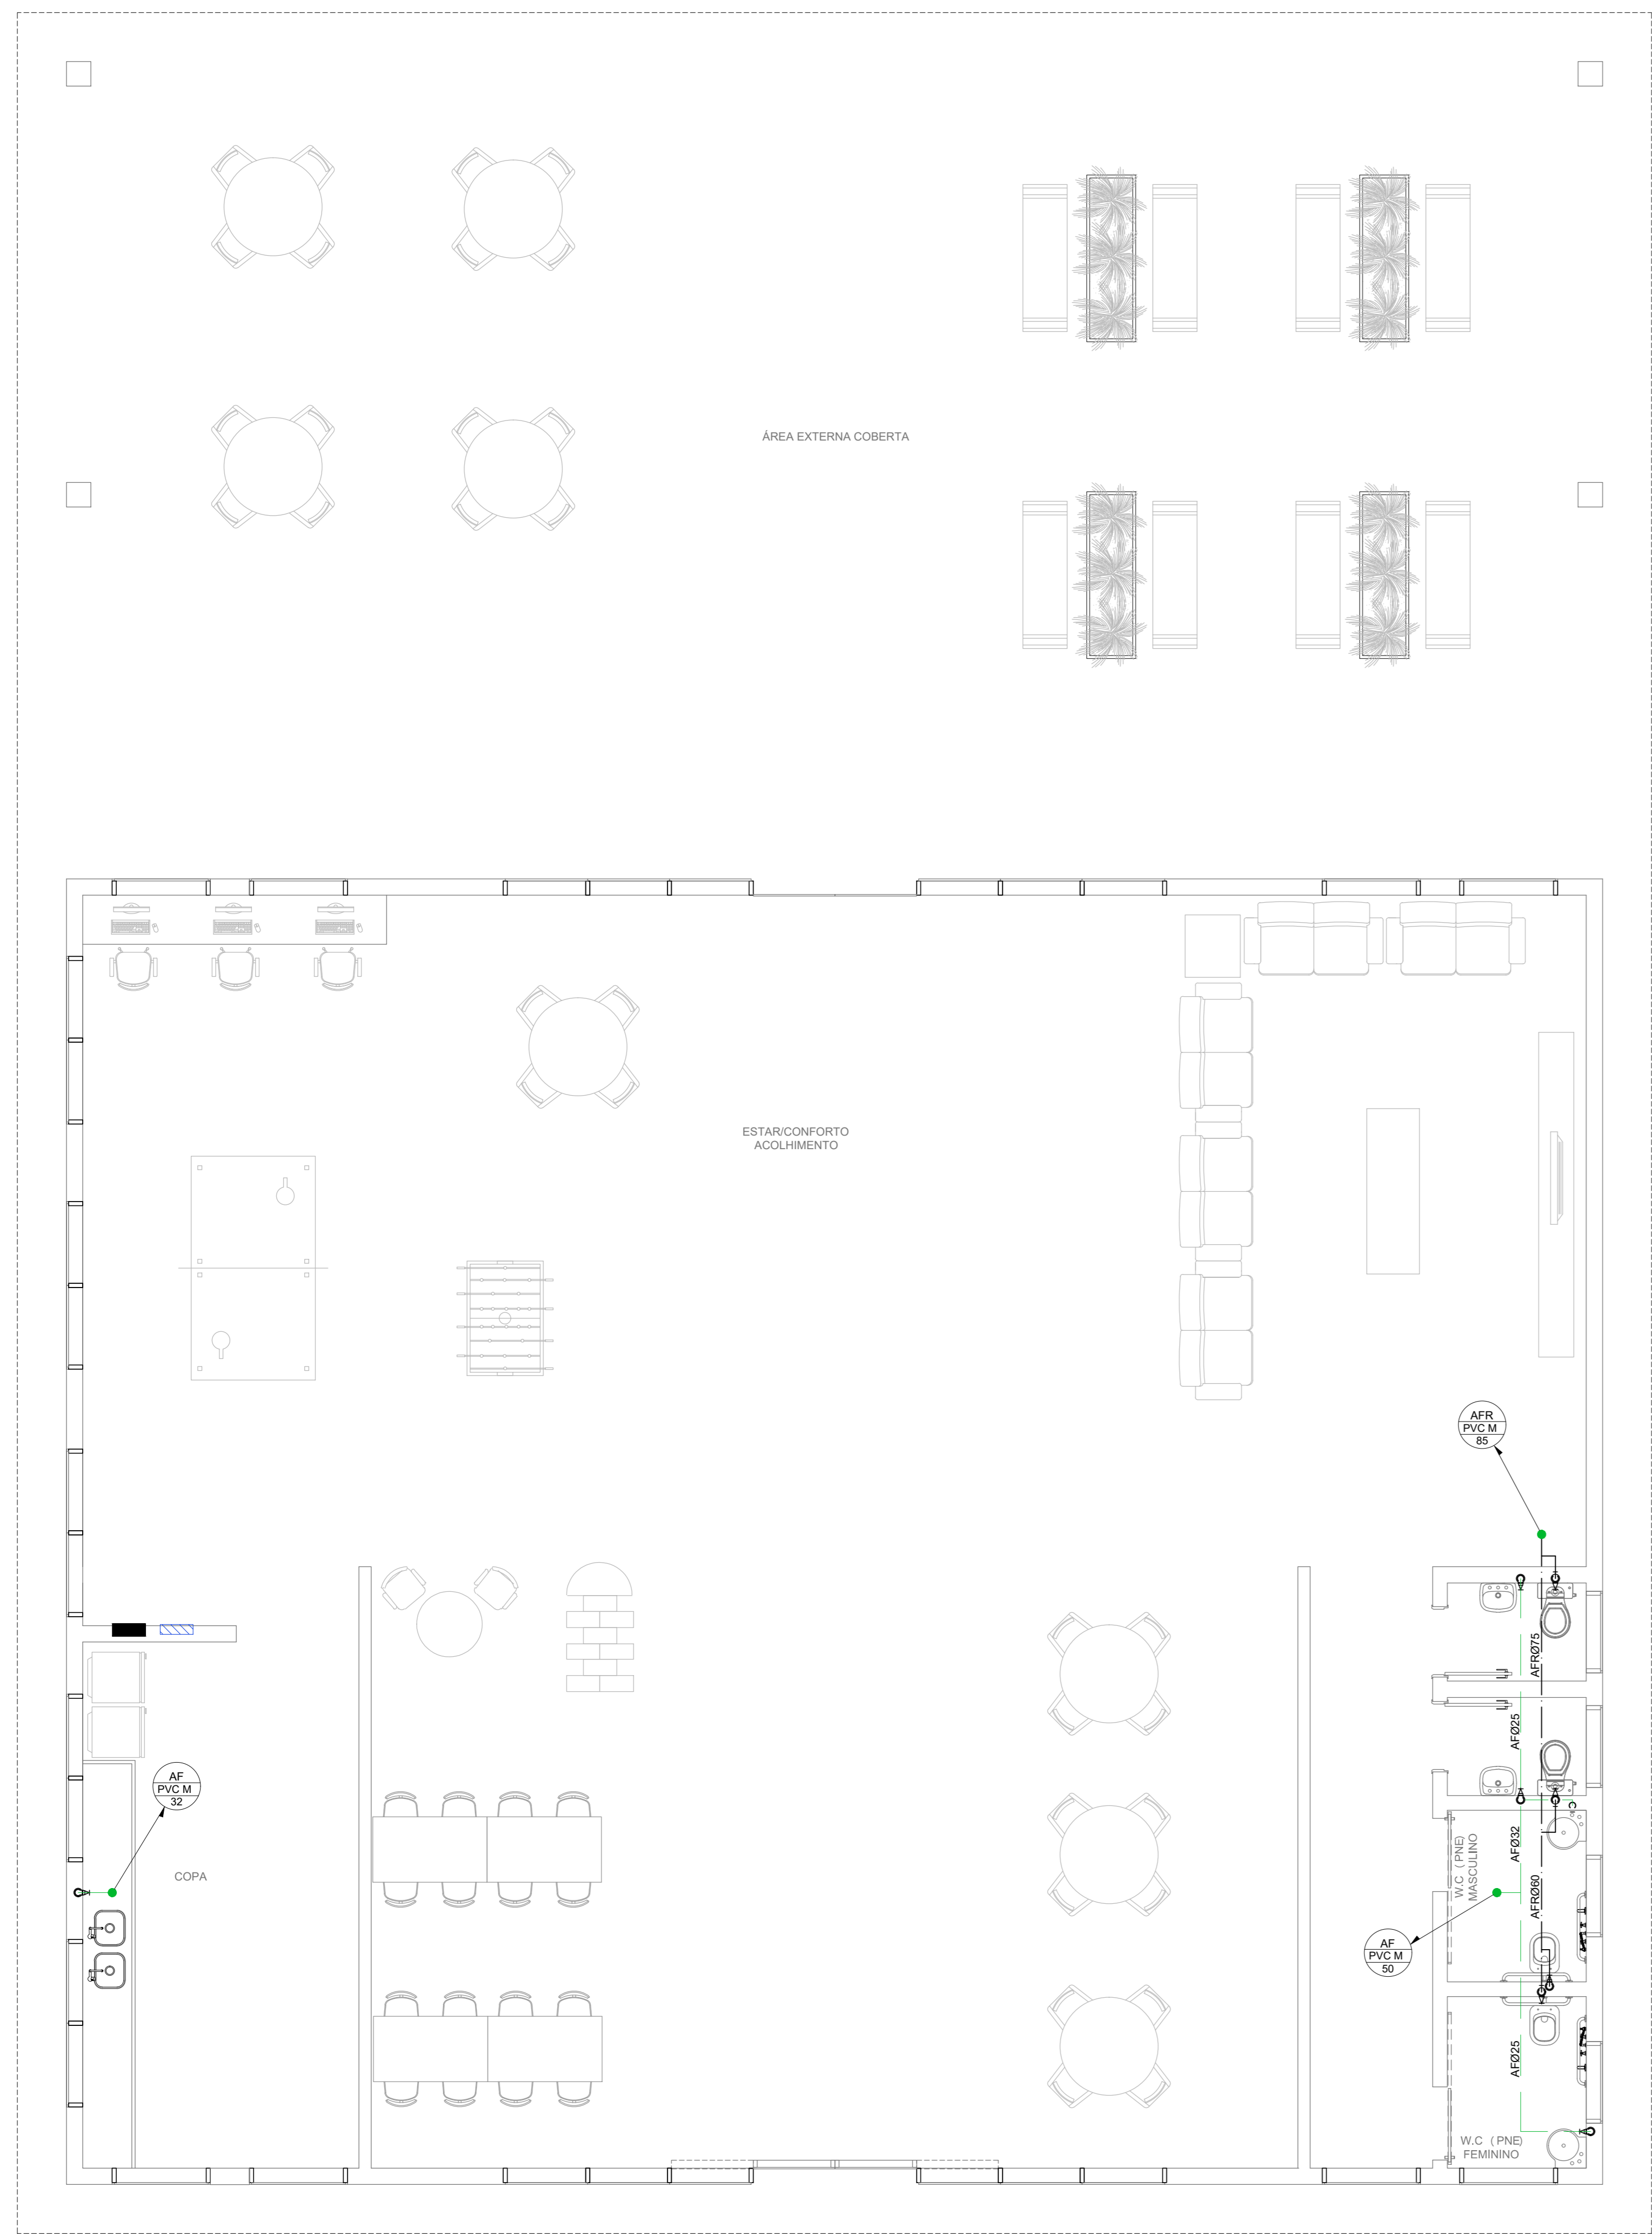 ÁREA EXTERNA COBERTA
ESTAR/CONFORTO
ACOLHIMENTO
AFR
PVC M
85
AFRØ75
AFØ25
AF
PVC M
32
COPA
AFØ32
W.C (PNE)
MASCULINO
AFRØ60
AF
PVC M
50
AFØ25
W.C (PNE)
FEMININO